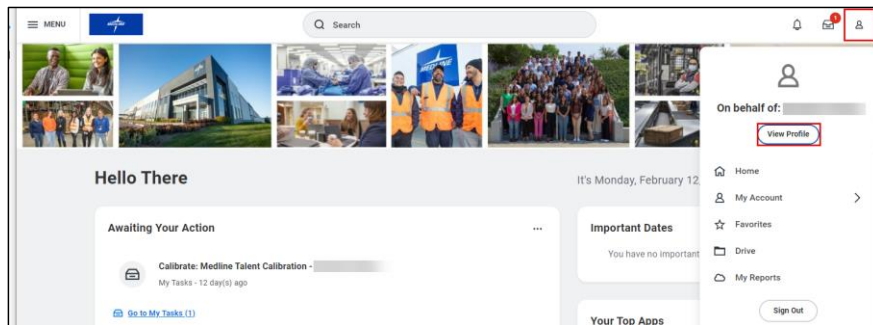 MENU
Search
1
MEDLINE
On behalf of:
View Profile
Hello There
It's Monday, February 12,
Home
My Account
Favorites
Drive
My Reports
Sign Out
Awaiting Your Action
Calibrate: Medline Talent Calibration -
My Tasks - 12 day(s) ago
Go to My Tasks (1)
Important Dates
You have no important
Your Top Apps